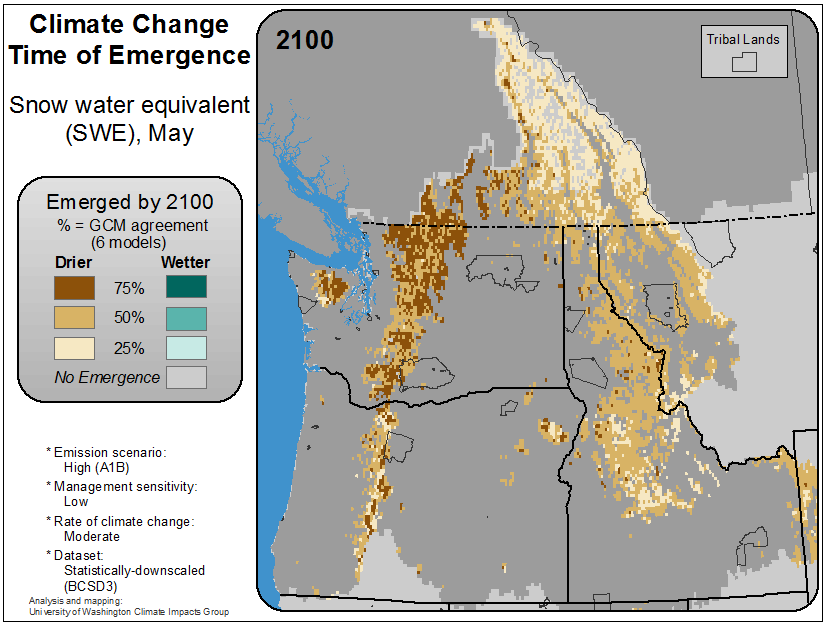 Climate Change
Time of Emergence
Snow water equivalent
(SWE), May
Emerged by 2100
% = GCM agreement
(6 models)
Drier Wetter
75%
50%
25%
No Emergence
* Emission scenario:
High (A1B)
* Management sensitivity:
Low
* Rate of climate change:
Moderate
* Dataset:
Statistically-downscaled
(BCSD3)
Analysis and mapping:
University of Washington Climate Impacts Group
2100
Tribal Lands